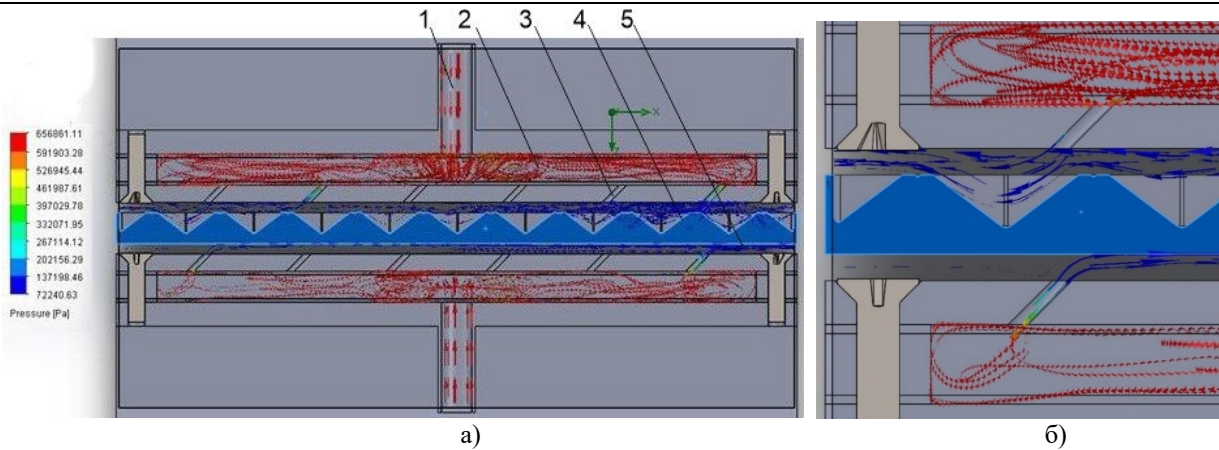 1 2 3 4 5
656861.11
591903.28
526945.44
461987.61
397029.78
332071.95
267114.12
202156.29
137198.46
72240.63
Pressure [Pa]
X
а)
б)